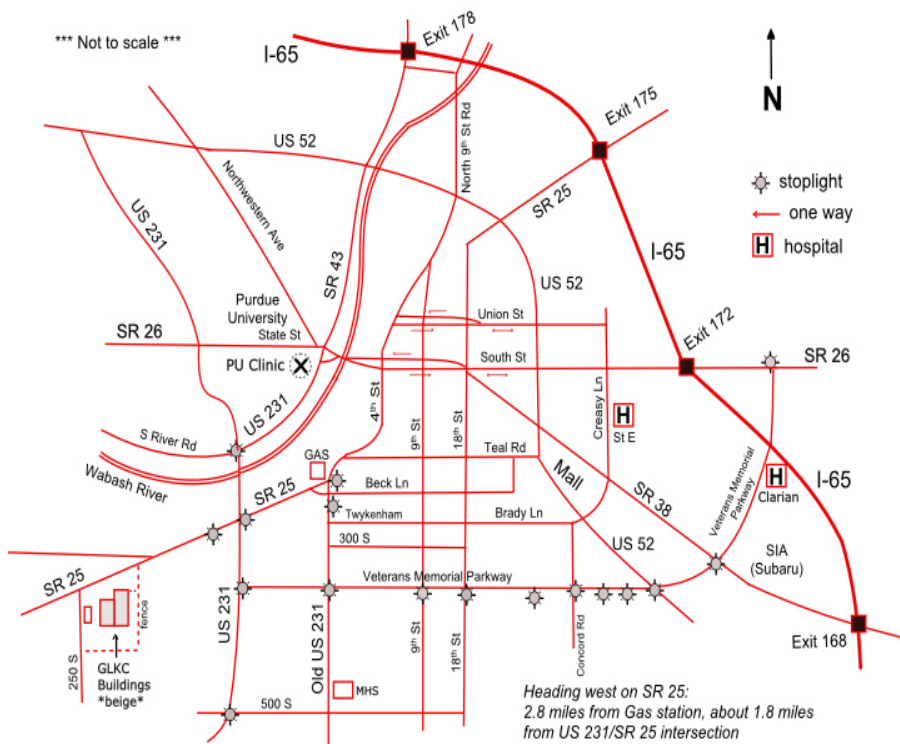 *** Not to scale ***
I-65
Exit 178
Exit 175
N
US 52
North 9th St Rd
Northwestern Ave
US 231
SR 25
stoplight
one way
H hospital
I-65
SR 43
US 52
Purdue
University
State St
Union St
Exit 172
SR 26
South St
SR 26
PU Clinic
X
4th St
9th St
18th St
Creasy Ln
H
St E
US 231
S River Rd
GAS
Teal Rd
Mall
Wabash River
SR 25
Beck Ln
SR 38
Veterans Memorial
Parkway
H
Clarian
I-65
Twykenham
Brady Ln
300 S
US 52
SIA
(Subaru)
SR 25
Veterans Memorial Parkway
fence
US 231
Old US 231
9th St
18th St
Concord Rd
Exit 168
250 S
GLKC
Buildings
*beige*
MHS
500 S
Heading west on SR 25:
2.8 miles from Gas station, about 1.8 miles
from US 231/SR 25 intersection